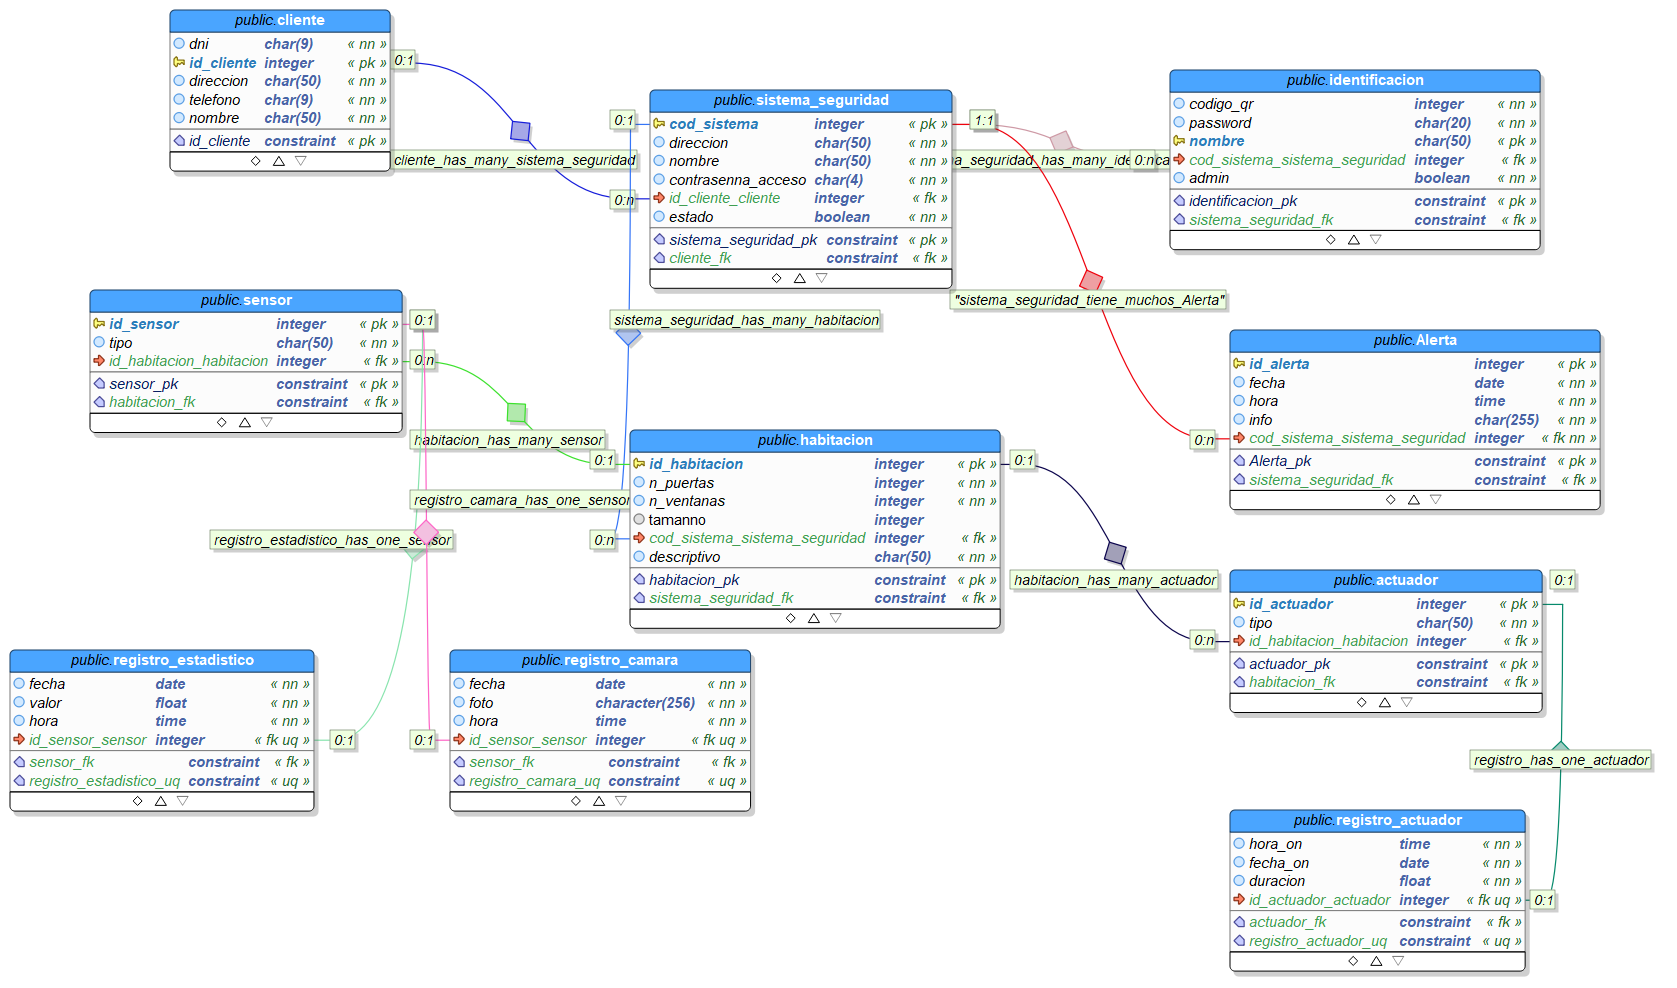 public.cliente
dni char(9) « nn »
id_cliente integer « pk »
direccion char(50) « nn »
telefono char(9) « nn »
nombre char(50) « nn »
id_cliente constraint « pk »
0:1
cliente_has_many_sistema_seguridad
0:n
public.sistema_seguridad
cod_sistema integer « pk »
direccion char(50) « nn »
nombre char(50) « nn »
contrasenna_acceso char(4) « nn »
id_cliente_cliente integer « fk »
estado boolean « nn »
sistema_seguridad_pk constraint « pk »
cliente_fk constraint « fk »
0:1
1:1
a_seguridad_has_many_ide
0:n
ca
public.identificacion
codigo_qr integer « nn »
password char(20) « nn »
nombre char(50) « pk »
cod_sistema_sistema_seguridad integer « fk »
admin boolean « nn »
identificacion_pk constraint « pk »
sistema_seguridad_fk constraint « fk »
"sistema_seguridad_tiene_muchos_Alerta"
sistema_seguridad_has_many_habitacion
public.sensor
id_sensor integer « pk »
tipo char(50) « nn »
id_habitacion_habitacion integer « fk »
sensor_pk constraint « pk »
habitacion_fk constraint « fk »
0:1
0:n
habitacion_has_many_sensor
0:1
public.Alerta
id_alerta integer « pk »
fecha date « nn »
hora time « nn »
info char(255) « nn »
cod_sistema_sistema_seguridad integer « fk nn »
Alerta_pk constraint « pk »
sistema_seguridad_fk constraint « fk »
0:n
public.habitacion
id_habitacion integer « pk »
n_puertas integer « nn »
n_ventanas integer « nn »
tamanno integer
cod_sistema_sistema_seguridad integer « fk »
descriptivo char(50) « nn »
habitacion_pk constraint « pk »
sistema_seguridad_fk constraint « fk »
0:1
0:n
registro_camara_has_one_sensor
registro_estadistico_has_one_sensor
habitacion_has_many_actuador
0:n
public.actuador
id_actuador integer « pk »
tipo char(50) « nn »
id_habitacion_habitacion integer « fk »
actuador_pk constraint « pk »
habitacion_fk constraint « fk »
0:1
public.registro_estadistico
fecha date « nn »
valor float « nn »
hora time « nn »
id_sensor_sensor integer « fk uq »
sensor_fk constraint « fk »
registro_estadistico_uq constraint « uq »
0:1
public.registro_camara
fecha date « nn »
foto character(256) « nn »
hora time « nn »
id_sensor_sensor integer « fk uq »
sensor_fk constraint « fk »
registro_camara_uq constraint « uq »
0:1
registro_has_one_actuador
public.registro_actuador
hora_on time « nn »
fecha_on date « nn »
duracion float « nn »
id_actuador_actuador integer « fk uq »
actuador_fk constraint « fk »
registro_actuador_uq constraint « uq »
0:1